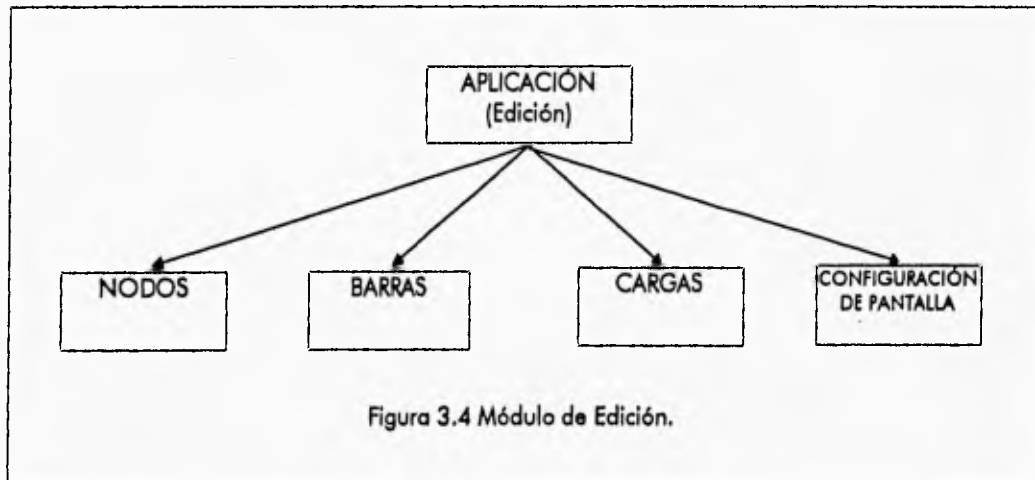 APLICACIÓN
(Edición)
NODOS
BARRAS
CARGAS
CONFIGURACIÓN
DE PANTALLA
Figura 3.4 Módulo de Edición.